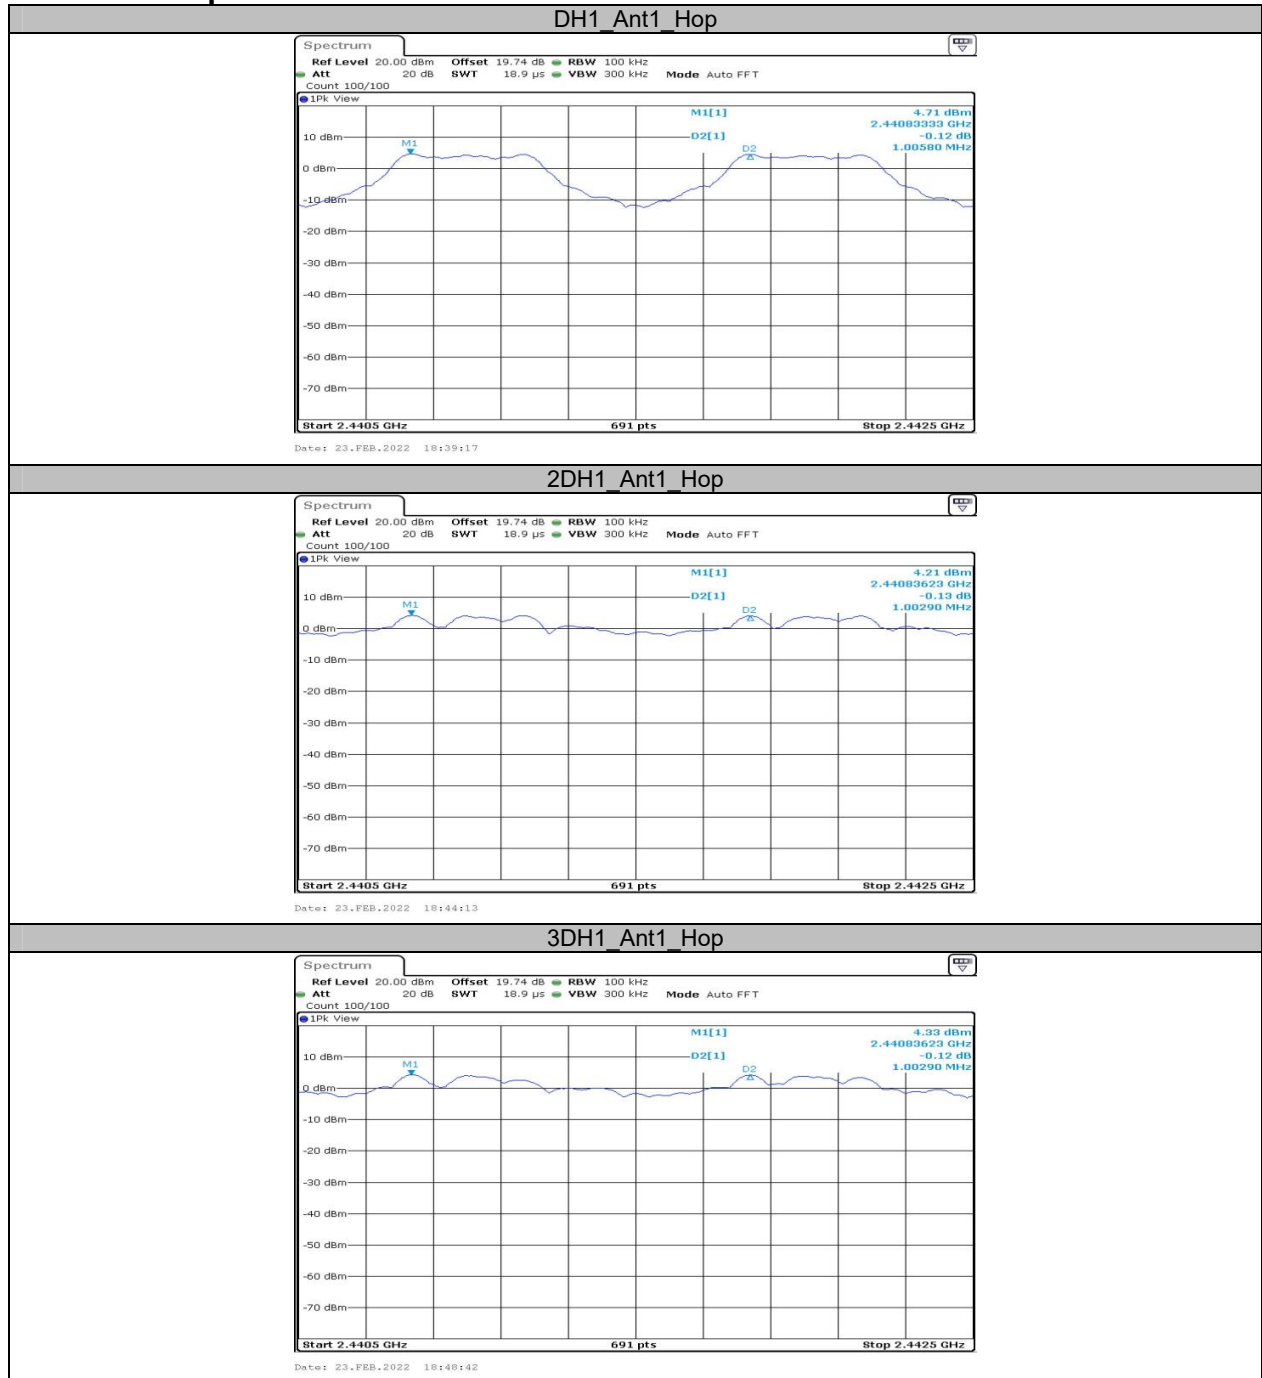 DH1_Ant1_Hop
Spectrum
Ref Level 20.00 dBm Offset 19.74 dB RBW 100 kHz
Att 20 dB SWT 18.9 µs VBW 300 kHz Mode Auto FFT
Count 100/100
1Pk View
M1[1] 4.71 dBm
2.44083333 GHz
10 dBm D2[1] -0.12 dB
M1 D2 1.00580 MHz
0 dBm
-10 dBm
-20 dBm
-30 dBm
-40 dBm
-50 dBm
-60 dBm
-70 dBm
Start 2.4405 GHz 691 pts Stop 2.4425 GHz
Date: 23.FEB.2022 18:39:17
2DH1_Ant1_Hop
Spectrum
Ref Level 20.00 dBm Offset 19.74 dB RBW 100 kHz
Att 20 dB SWT 18.9 µs VBW 300 kHz Mode Auto FFT
Count 100/100
1Pk View
M1[1] 4.21 dBm
2.44083623 GHz
10 dBm D2[1] -0.13 dB
M1 D2 1.00290 MHz
0 dBm
-10 dBm
-20 dBm
-30 dBm
-40 dBm
-50 dBm
-60 dBm
-70 dBm
Start 2.4405 GHz 691 pts Stop 2.4425 GHz
Date: 23.FEB.2022 18:44:13
3DH1_Ant1_Hop
Spectrum
Ref Level 20.00 dBm Offset 19.74 dB RBW 100 kHz
Att 20 dB SWT 18.9 µs VBW 300 kHz Mode Auto FFT
Count 100/100
1Pk View
M1[1] 4.33 dBm
2.44083623 GHz
10 dBm D2[1] -0.12 dB
M1 D2 1.00290 MHz
0 dBm
-10 dBm
-20 dBm
-30 dBm
-40 dBm
-50 dBm
-60 dBm
-70 dBm
Start 2.4405 GHz 691 pts Stop 2.4425 GHz
Date: 23.FEB.2022 18:48:42